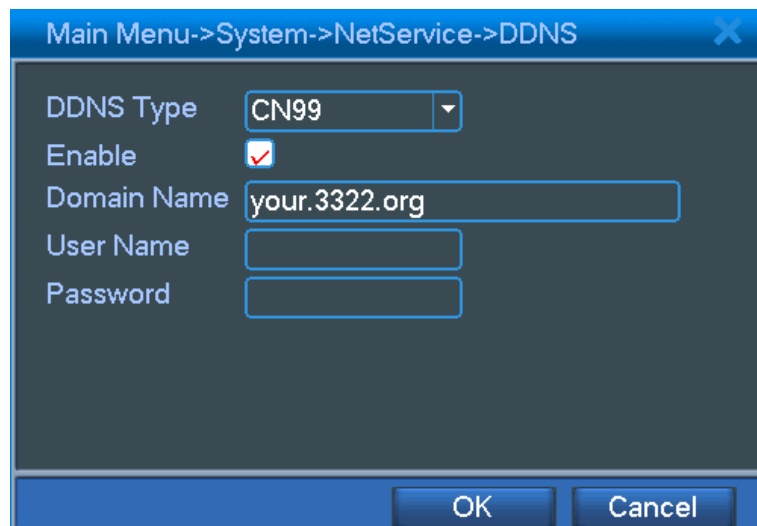 Main Menu->System->NetService->DDNS
DDNS Type CN99
Enable
Domain Name your.3322.org
User Name
Password
OK Cancel